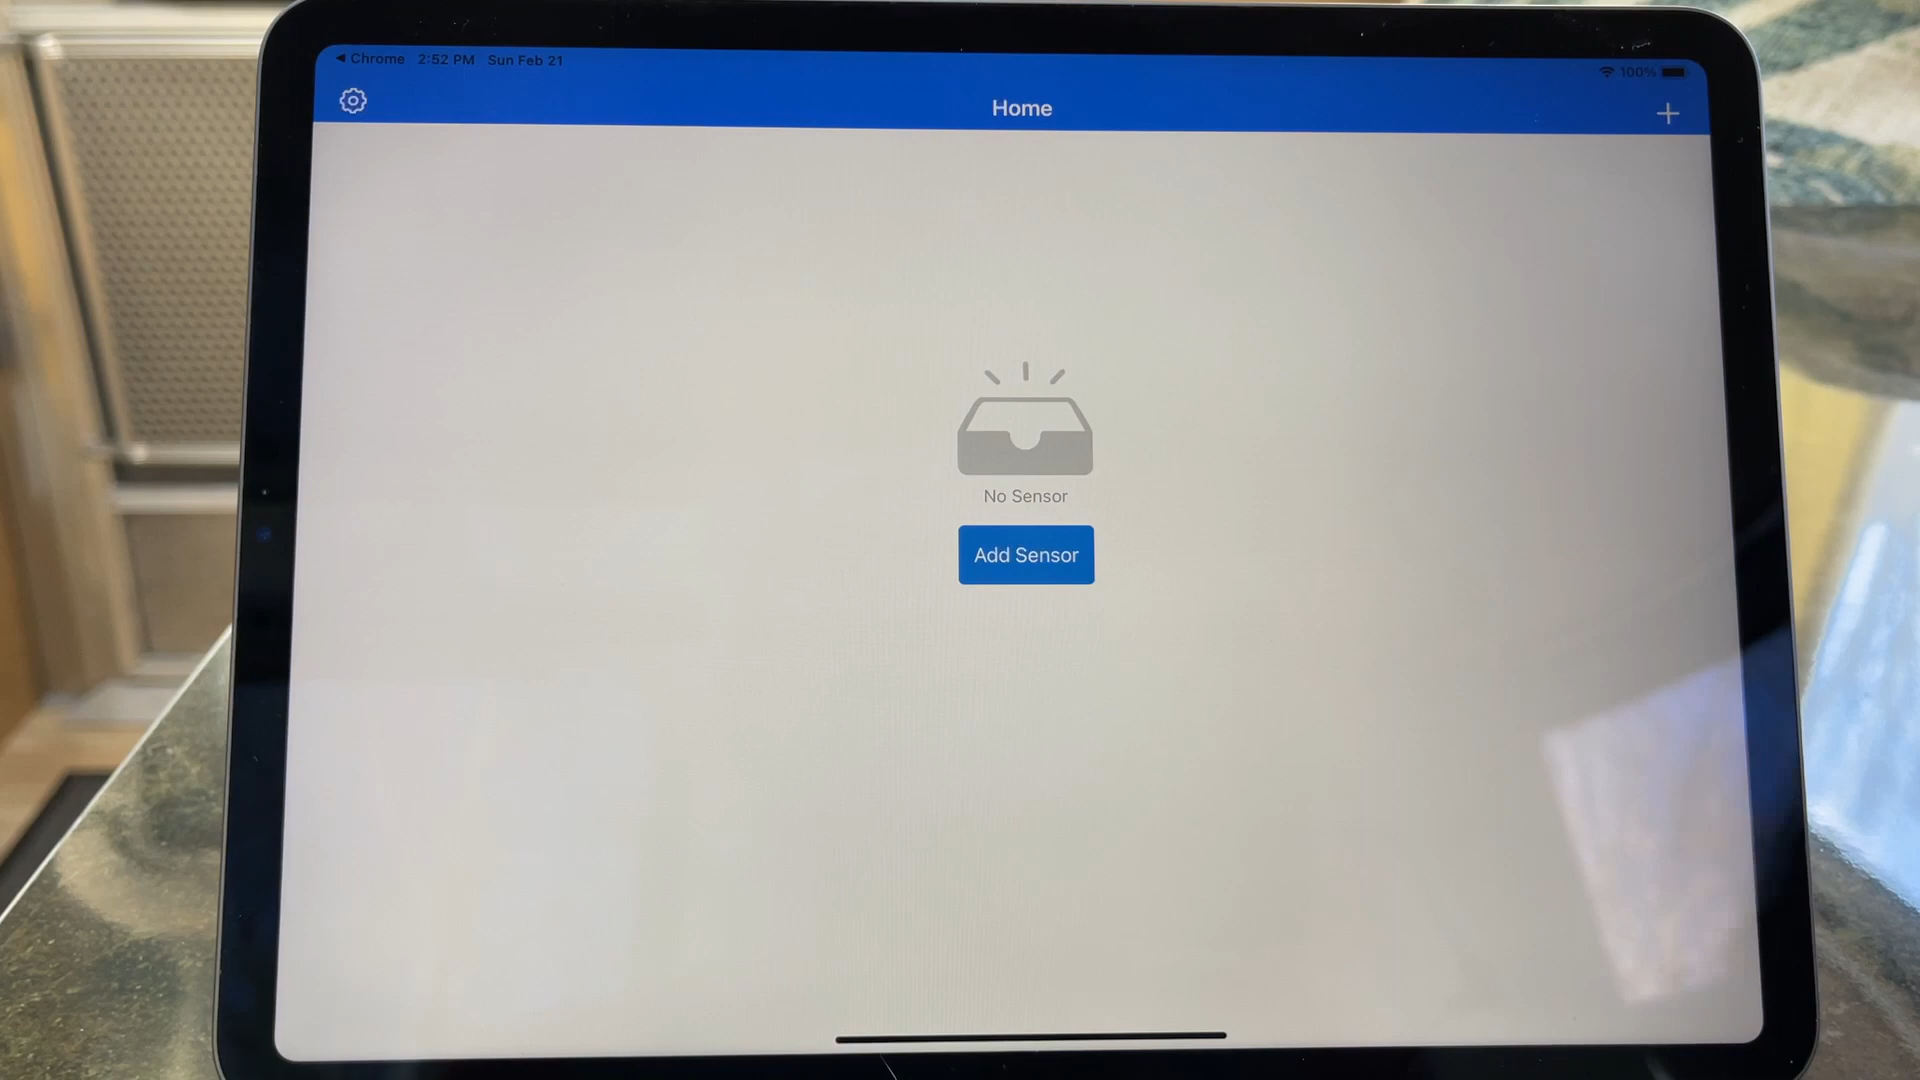 ◀ Chrome 2:52 PM Sun Feb 21
100%
Home
No Sensor
Add Sensor